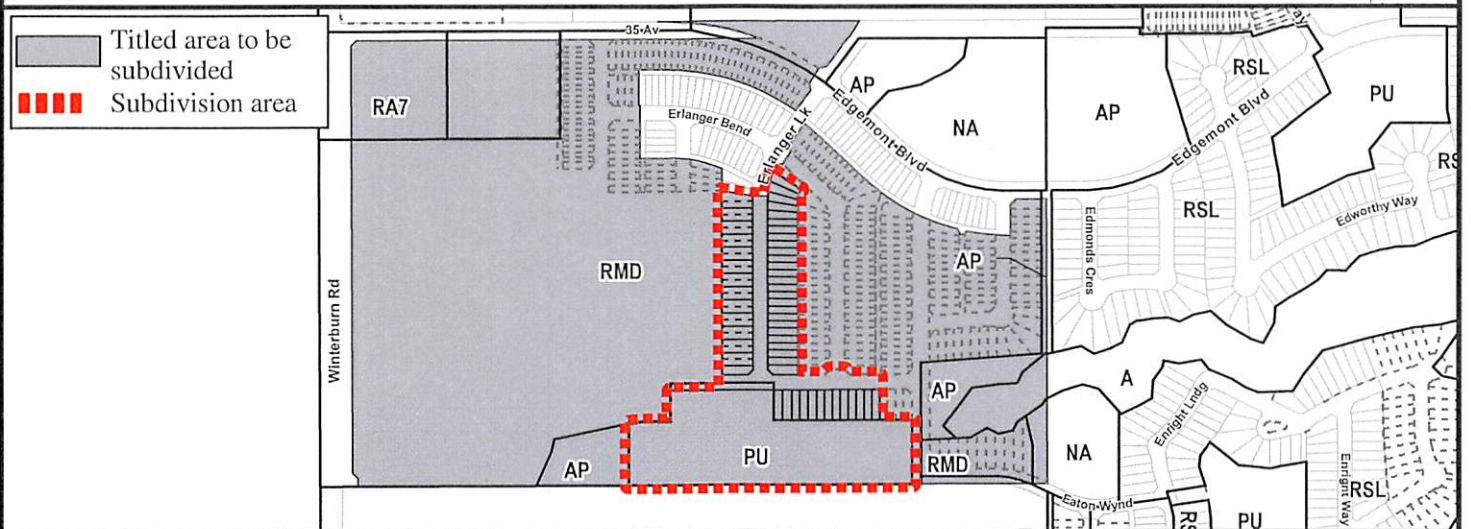 Titled area to be
subdivided
Subdivision area
35 Av
RA7
AP
NA
AP
RSL
PU
Edgemont Blvd
Edgemont Blvd
Erlanger Bend
Erlanger Lk
RSL
Edworthy Way
Edmonds Cres
AP
RMD
Winterburn Rd
AP
A
Enright Lndg
NA
AP
PU
RMD
Eaton Wynd
Enright Way
RSL
PU